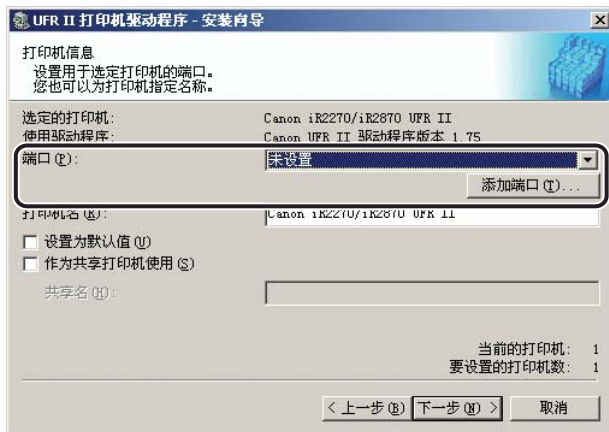 UFR II 打印机驱动程序 - 安装向导
打印机信息
设置用于选定打印机的端口。
您也可以为打印机指定名称。
选定的打印机: Canon iR2270/iR2870 UFR II
使用驱动程序: Canon UFR II 驱动程序版本 1.75
端口(P): 未设置
添加端口(T)...
打印机名(R): Canon iR2270/iR2870 UFR II
设置为默认值(U)
作为共享打印机使用(S)
共享名(H):
当前的打印机: 1
要设置的打印机数: 1
< 上一步(B) 下一步(N) > 取消